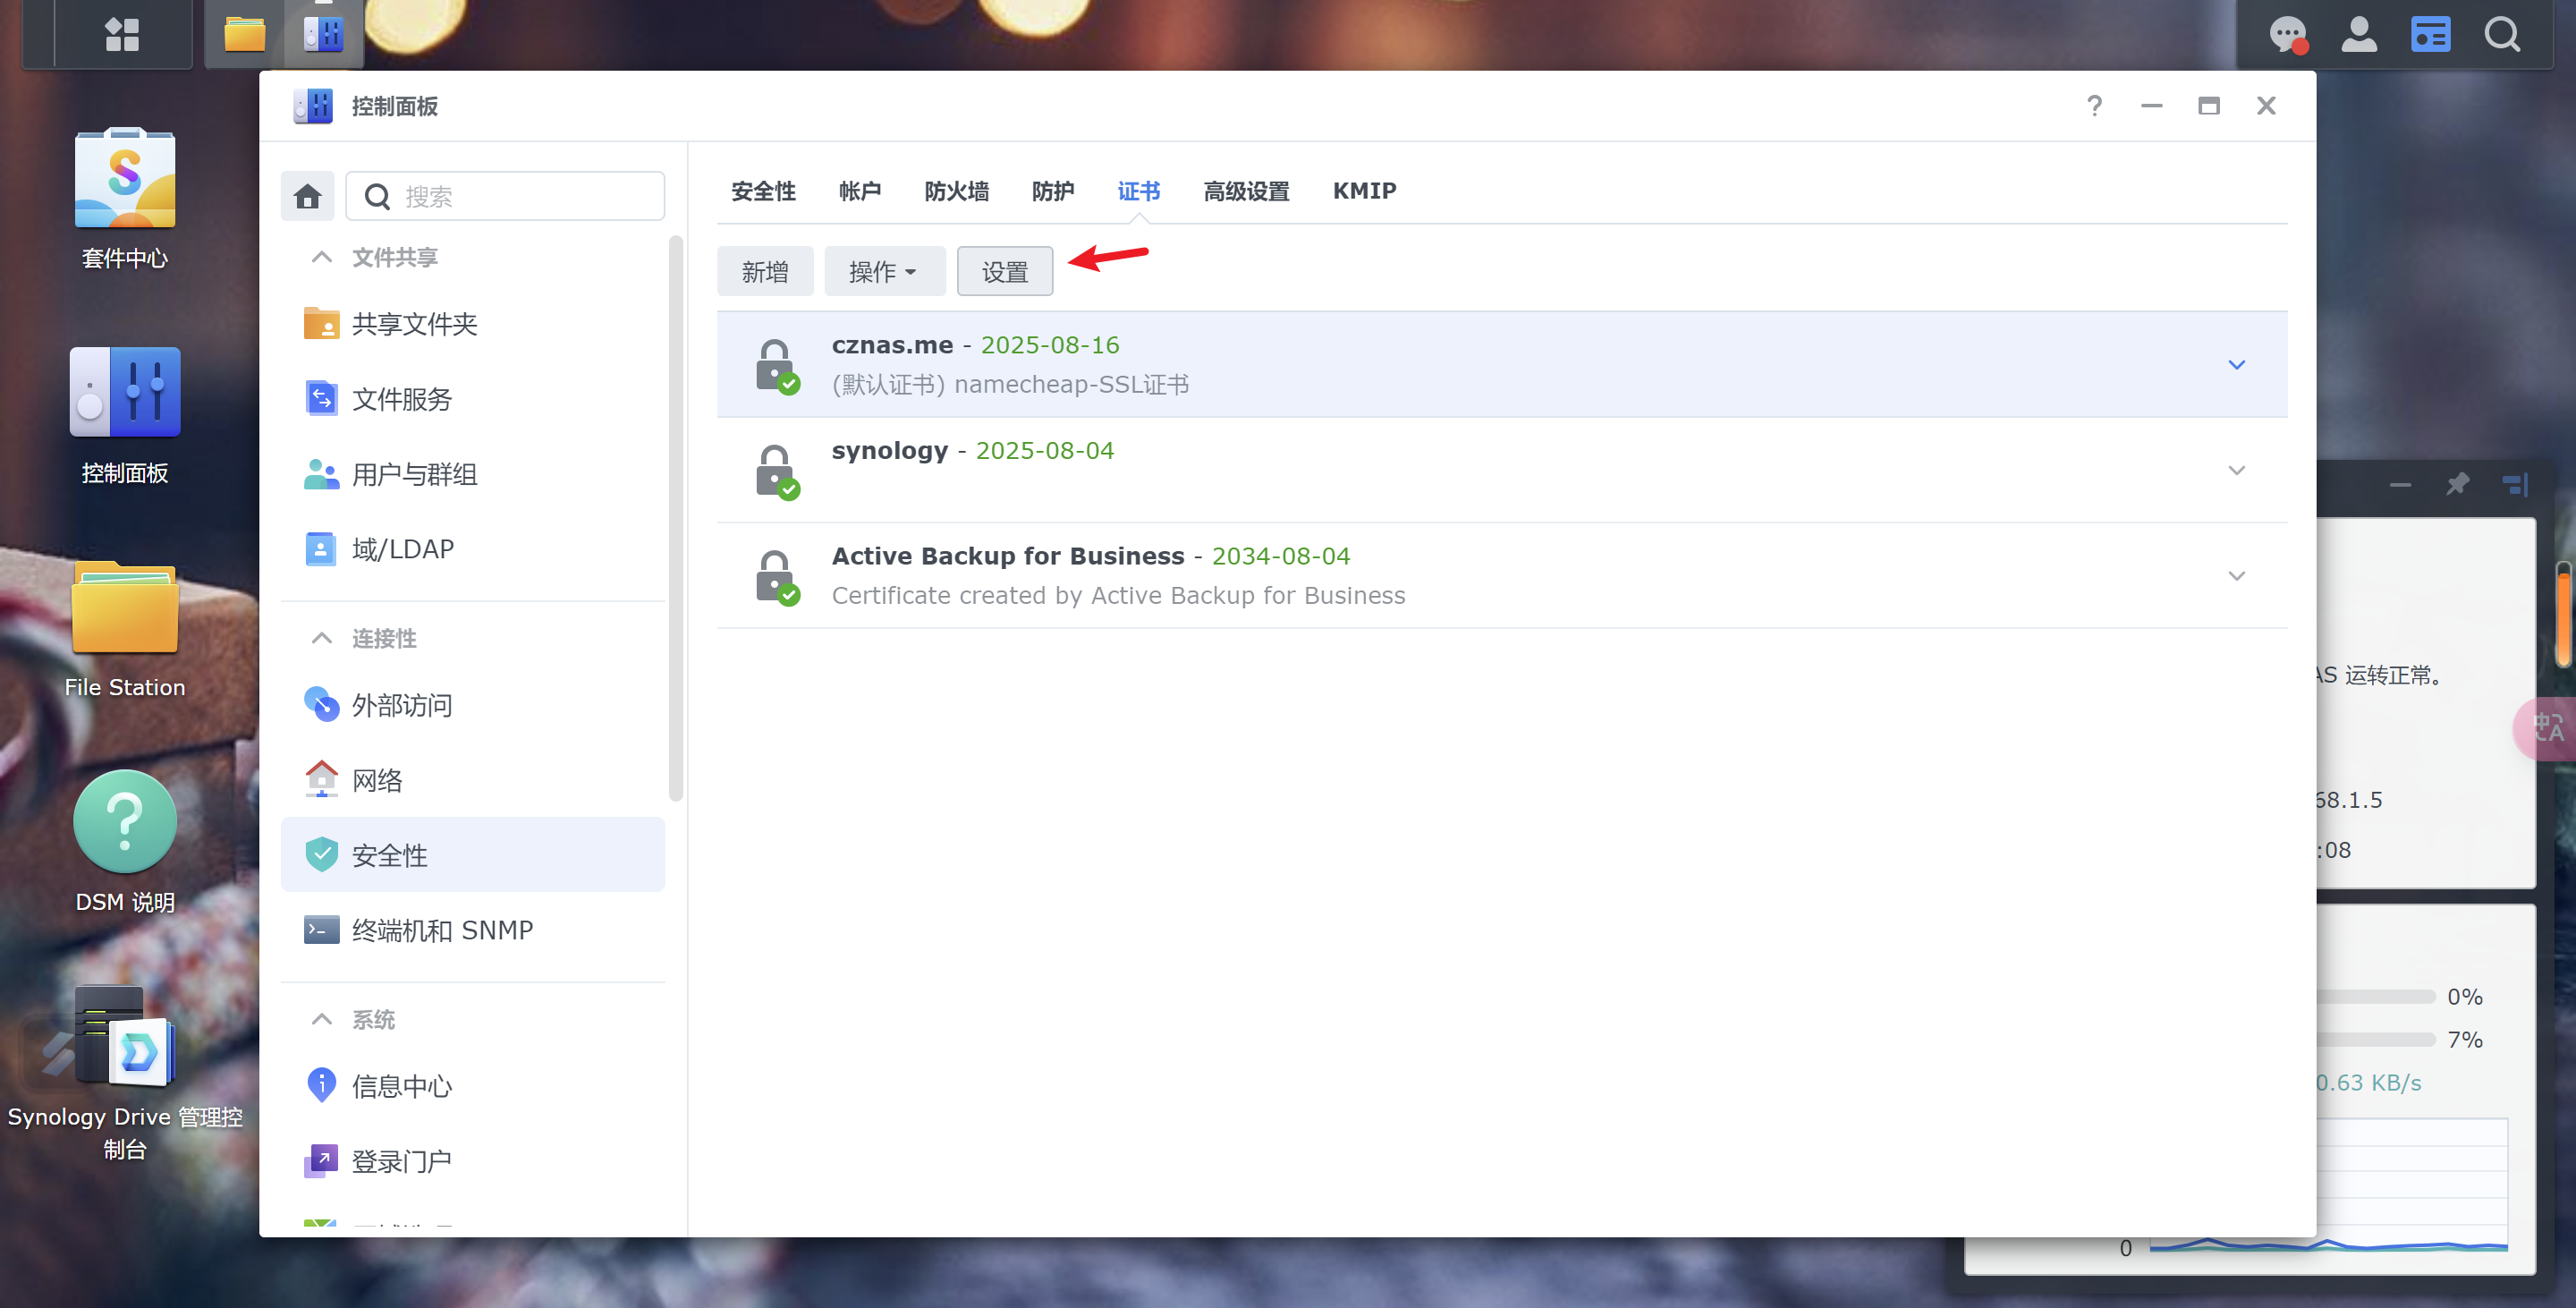 控制面板
搜索
文件共享
共享文件夹
文件服务
用户与群组
域/LDAP
连接性
外部访问
网络
安全性
终端机和 SNMP
系统
信息中心
登录门户
安全性 帐户 防火墙 防护 证书 高级设置 KMIP
新增 操作 设置
cznas.me - 2025-08-16
(默认证书) namecheap-SSL证书
synology - 2025-08-04
Active Backup for Business - 2034-08-04
Certificate created by Active Backup for Business
套件中心
控制面板
File Station
DSM 说明
Synology Drive 管理控
制台
AS 运转正常。
68.1.5
:08
0%
7%
0.63 KB/s
0
中A